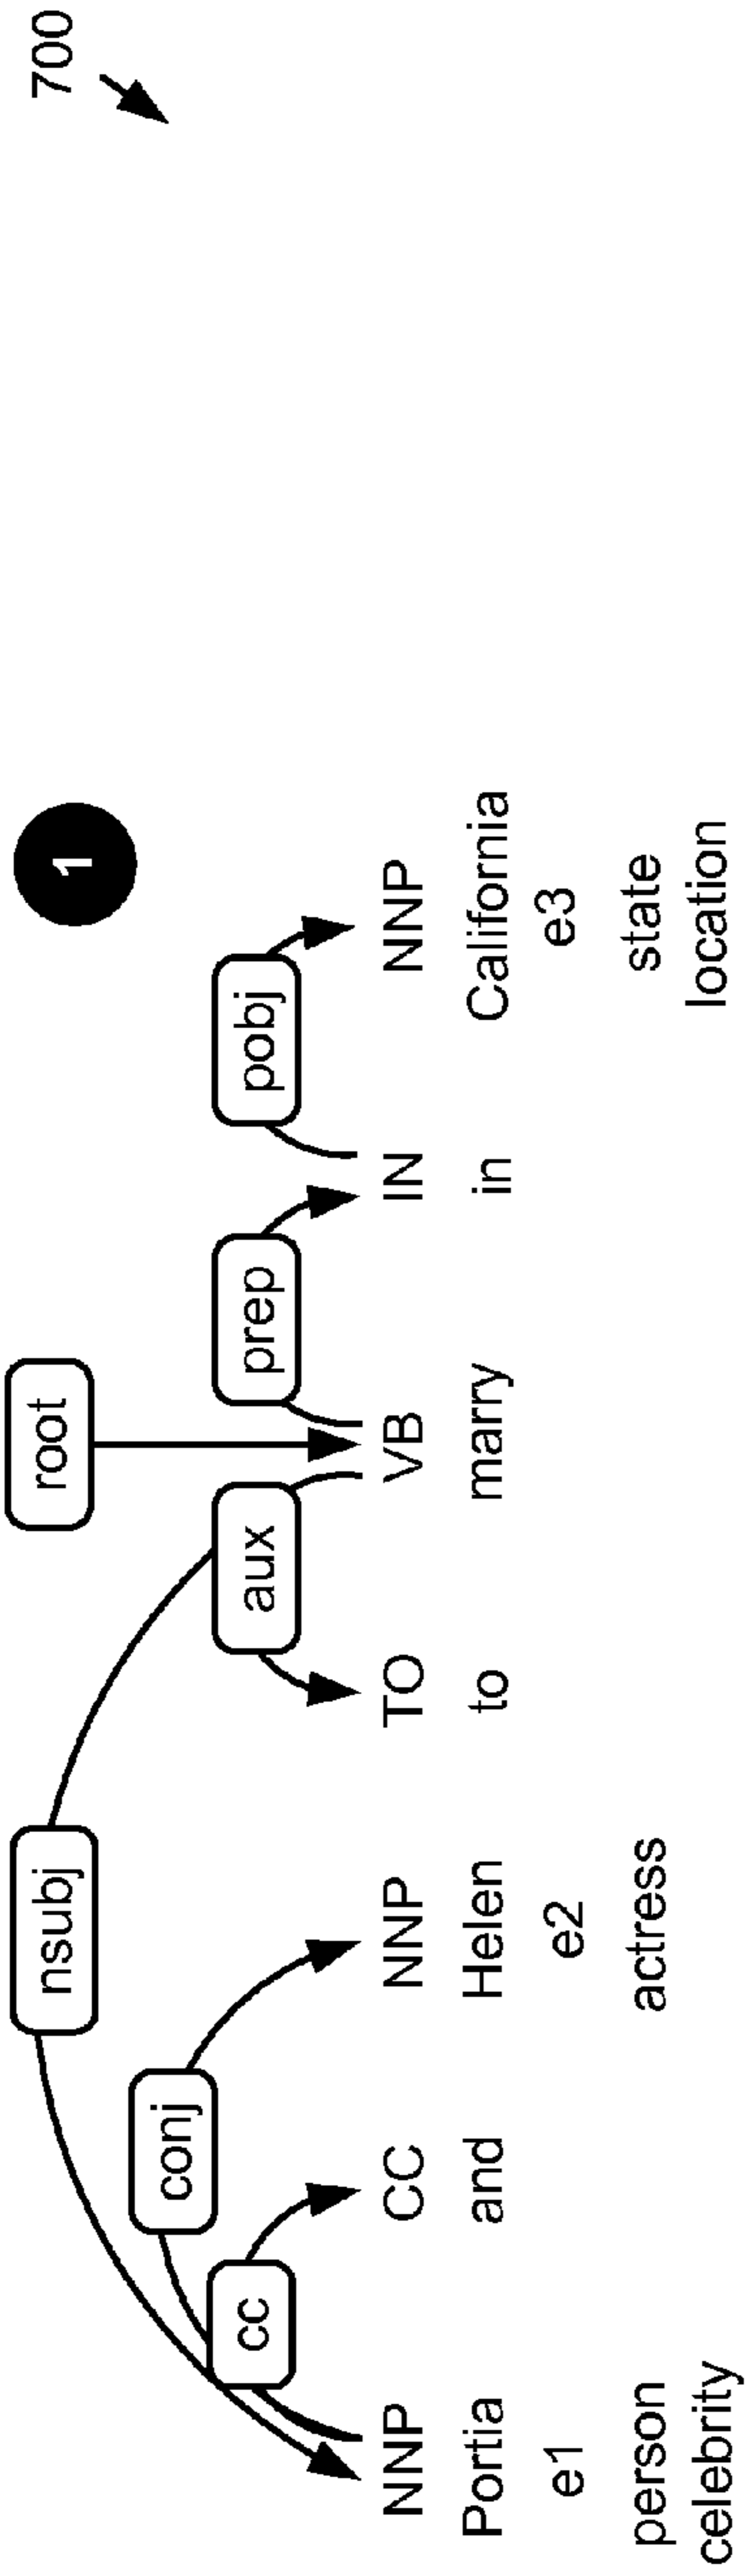 700
1
root
nsubj
conj
cc
aux
prep
pobj
NNP CC NNP TO VB IN NNP
Portia and Helen to marry in California
e1 e2 e3
person actress state
celebrity location